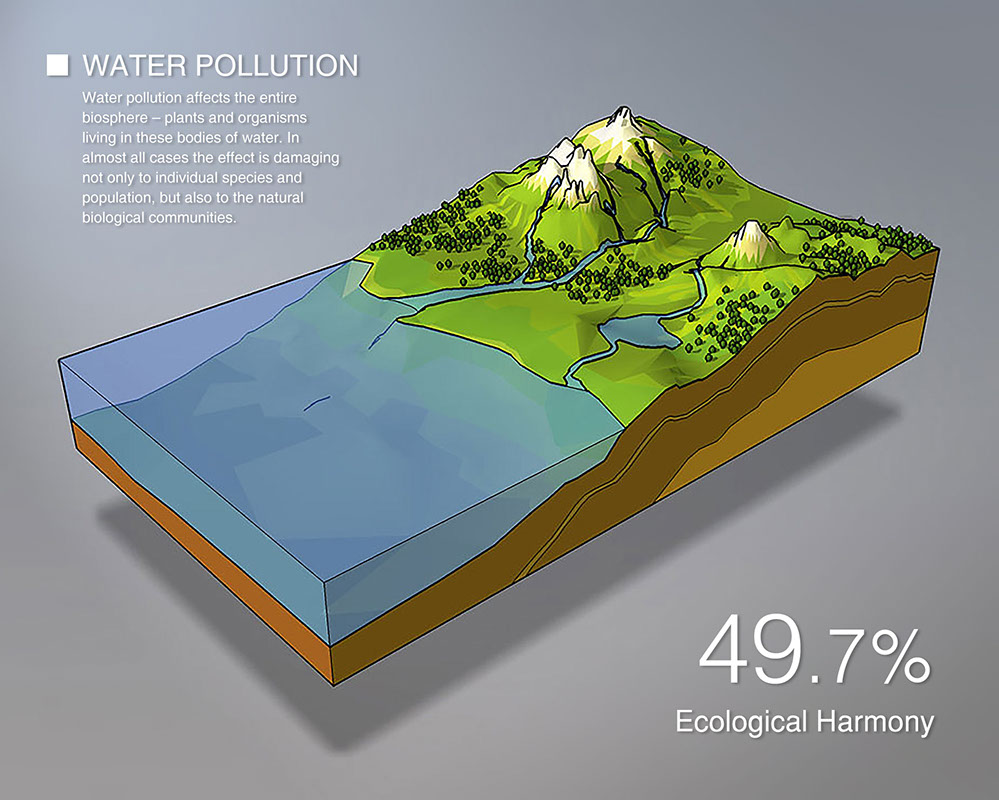 WATER POLLUTION
Water pollution affects the entire
biosphere – plants and organisms
living in these bodies of water. In
almost all cases the effect is damaging
not only to individual species and
population, but also to the natural
biological communities.
49.7%
Ecological Harmony